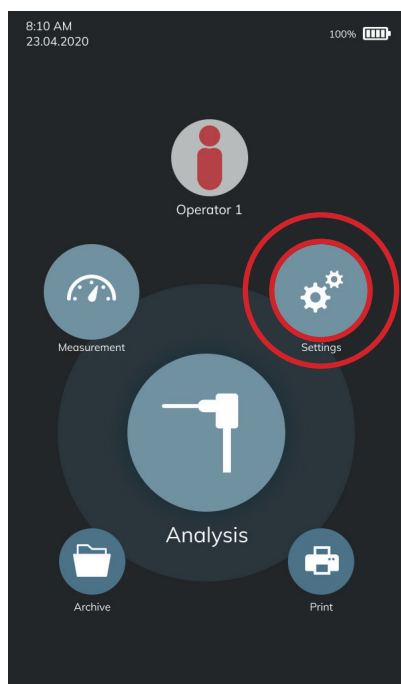 8:10 AM
23.04.2020
100%
Operator 1
Measurement
Settings
Analysis
Archive
Print